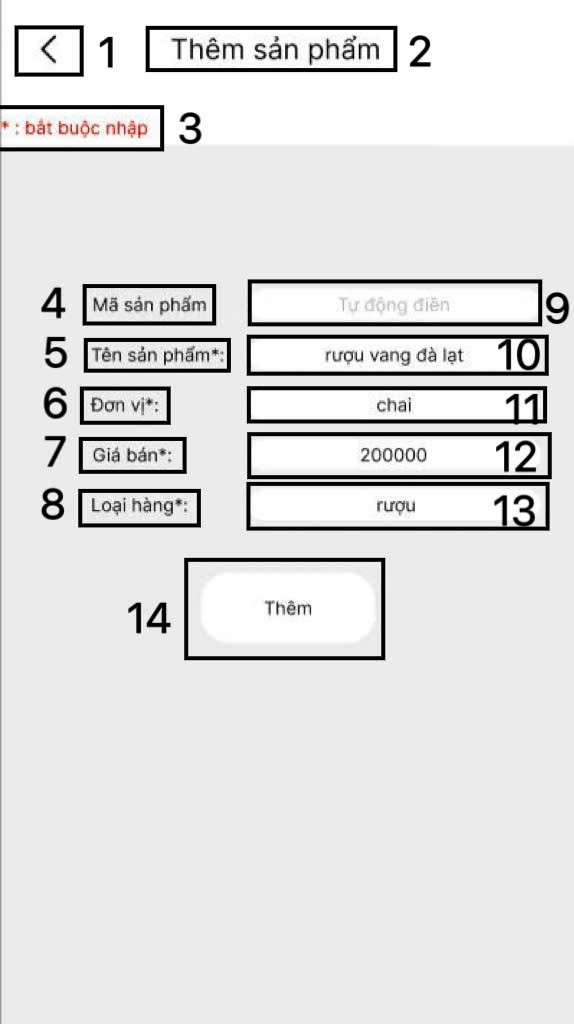 1 Thêm sản phẩm 2
* : bắt buộc nhập 3
4 Mã sản phẩm Tự động điền 9
5 Tên sản phẩm*: rượu vang đà lạt 10
6 Đơn vị*: chai 11
7 Giá bán*: 200000 12
8 Loại hàng*: rượu 13
14 Thêm